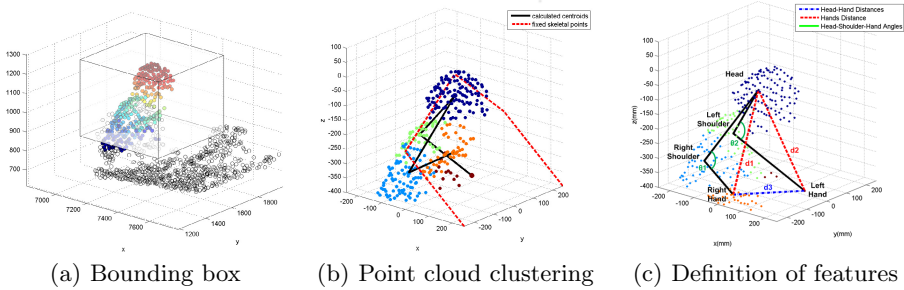 1300
1200
1100
1000
900
800
700
7000
7200
7400
7600
1200
1400
1600
1800
x
y
(a) Bounding box
calculated centroids
fixed skeletal points
100
50
0
-50
-100
-150
-200
-250
-300
-350
-400
z
-200
-100
0
100
200
x
-200
-100
0
100
200
y
(b) Point cloud clustering
Head-Hand Distances
Hands Distance
Head-Shoulder-Hand Angles
100
50
0
-50
-100
-150
-200
-250
-300
-350
-400
z(mm)
Head
Left
Shoulder
Right.
Shoulder
θ2
θ1
d1
d2
d3
Right
Hand
Left
Hand
-200
-100
0
100
200
x(mm)
-200
-100
0
100
200
y(mm)
(c) Definition of features